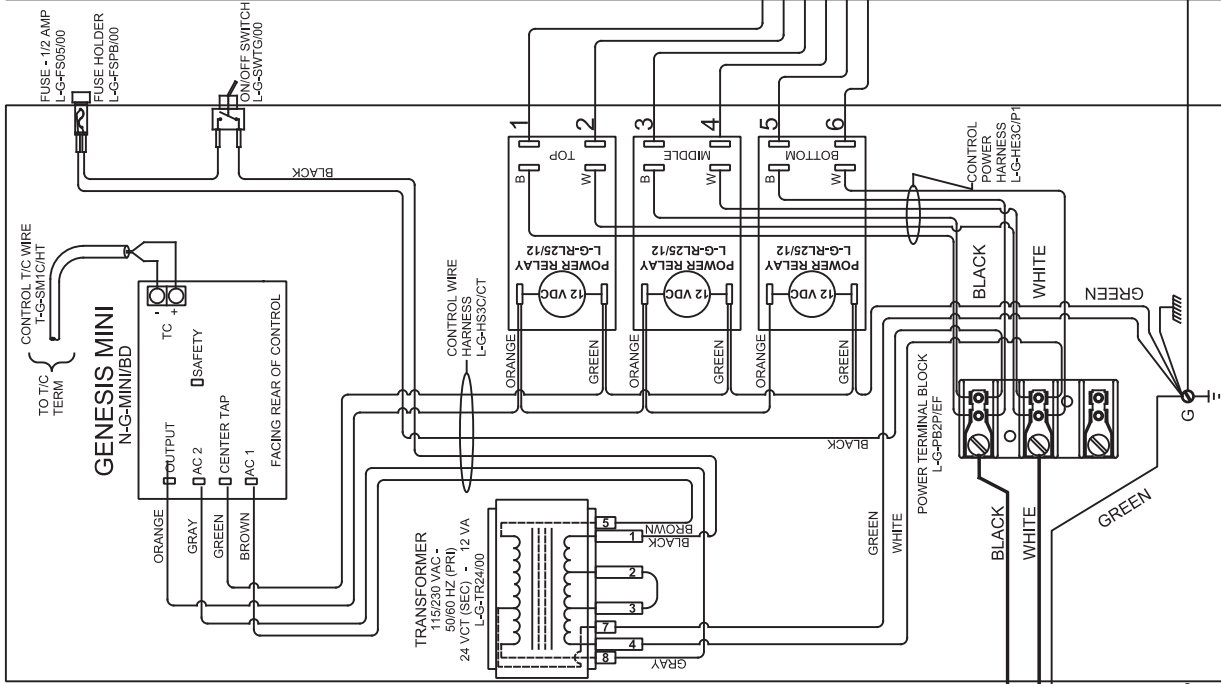 FUSE - 1/2 AMP
L-G-FS05/00
FUSE HOLDER
L-G-FSPB/00
ON/OFF SWITCH
L-G-SWTG/00
BLACK
CONTROL T/C WIRE
T-G-SM1C/HT
TO T/C
TERM
GENESIS MINI
N-G-MINI/BD
- +
TC
SAFETY
OUTPUT
AC 2
CENTER TAP
AC 1
FACING REAR OF CONTROL
ORANGE
GRAY
GREEN
BROWN
CONTROL WIRE
HARNESS
L-G-HS3C/CT
1
2
3
4
5
6
TOP
B
W
MIDDLE
B
W
BOTTOM
B
W
POWER RELAY
L-G-RL25/12
12 VDC
POWER RELAY
L-G-RL25/12
12 VDC
POWER RELAY
L-G-RL25/12
12 VDC
ORANGE
GREEN
ORANGE
GREEN
ORANGE
GREEN
CONTROL
POWER
HARNESS
L-G-HE3C/P1
BLACK
WHITE
GREEN
BLACK
POWER TERMINAL BLOCK
L-G-PB2P/EF
GREEN
WHITE
BLACK
WHITE
GREEN
G
TRANSFORMER
115/230 VAC -
50/60 HZ (PRI)
24 VCT (SEC) - 12 VA
L-G-TR24/00
5
1
2
3
7
4
8
BROWN
BLACK
GRAY